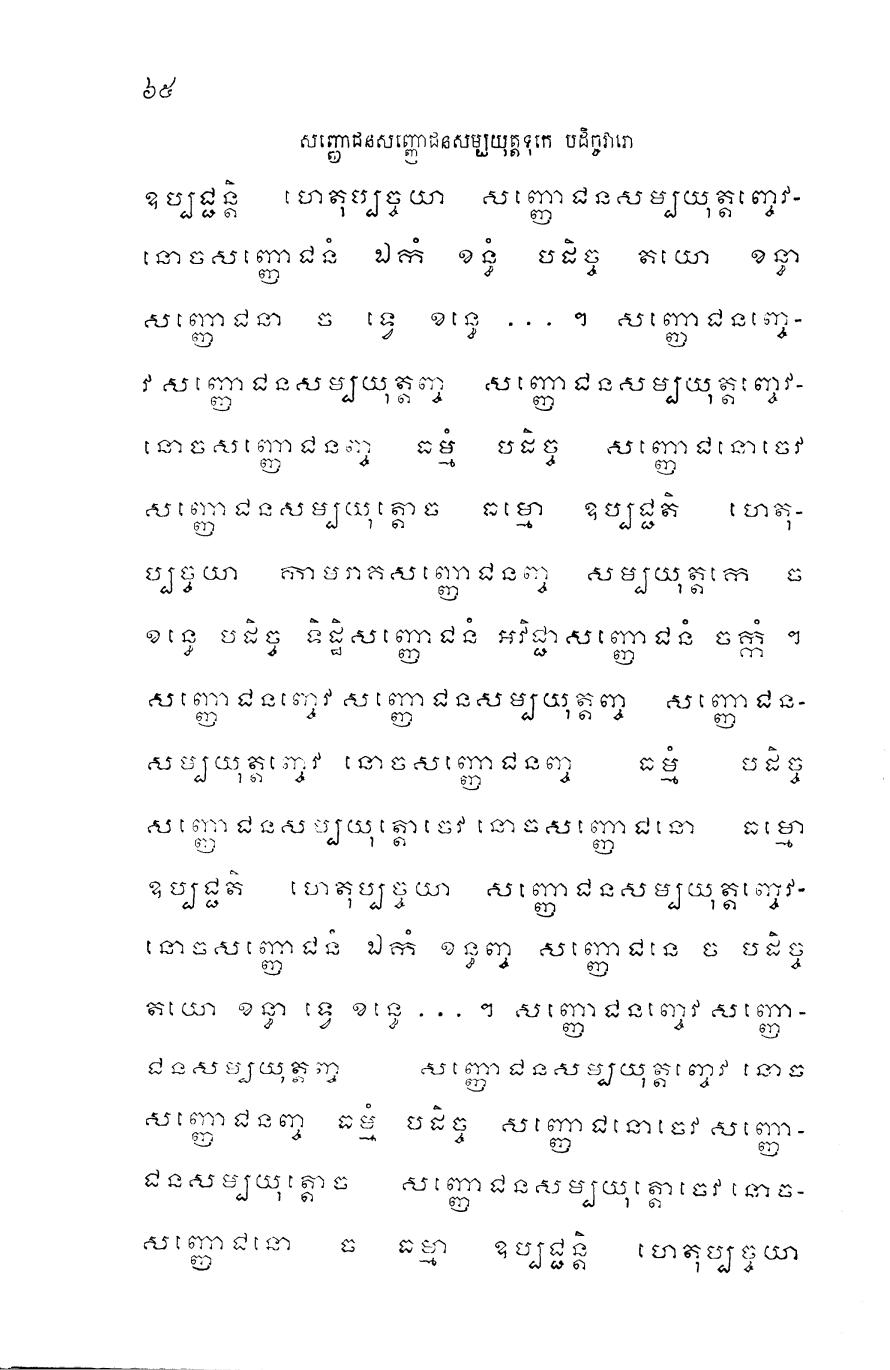 ៦៥
សញ្ញោជនសញ្ញោជនសម្បយុត្តទុកេ បដិច្ចវារោ
ឧប្បជ្ជន្តិ ហេតុប្បច្ចយា សញ្ញោជនសម្បយុត្តញ្ចេវ-
នោចសញ្ញោជនំ ឯកំ ខន្ធំ បដិច្ច តយោ ខន្ធា
សញ្ញោជនា ច ទ្វេ ខន្ធេ ... ។ សញ្ញោជនញ្ចេ-
វ សញ្ញោជនសម្បយុត្តញ្ច សញ្ញោជនសម្បយុត្តញ្ចេវ-
នោចសញ្ញោជនញ្ច ធម្មំ បដិច្ច សញ្ញោជនោចេវ
សញ្ញោជនសម្បយុត្តោច ធម្មោ ឧប្បជ្ជតិ ហេតុ-
ប្បច្ចយា កាមរាគសញ្ញោជនញ្ច សម្បយុត្តកេ ច
ខន្ធេ បដិច្ច ទិដ្ឋិសញ្ញោជនំ អវិជ្ជាសញ្ញោជនំ ចក្កំ ។
សញ្ញោជនញ្ចេវ សញ្ញោជនសម្បយុត្តញ្ច សញ្ញោជន-
សម្បយុត្តញ្ចេវ នោចសញ្ញោជនញ្ច ធម្មំ បដិច្ច
សញ្ញោជនសម្បយុត្តោចេវ នោចសញ្ញោជនោ ធម្មោ
ឧប្បជ្ជតិ ហេតុប្បច្ចយា សញ្ញោជនសម្បយុត្តញ្ចេវ-
នោចសញ្ញោជនំ ឯកំ ខន្ធញ្ច សញ្ញោជនេ ច បដិច្ច
តយោ ខន្ធា ទ្វេ ខន្ធេ ... ។ សញ្ញោជនញ្ចេវ សញ្ញោ-
ជនសម្បយុត្តញ្ច សញ្ញោជនសម្បយុត្តញ្ចេវ នោច
សញ្ញោជនញ្ច ធម្មំ បដិច្ច សញ្ញោជនោចេវ សញ្ញោ-
ជនសម្បយុត្តោច សញ្ញោជនសម្បយុត្តោចេវ នោច-
សញ្ញោជនោ ច ធម្មា ឧប្បជ្ជន្តិ ហេតុប្បច្ចយា